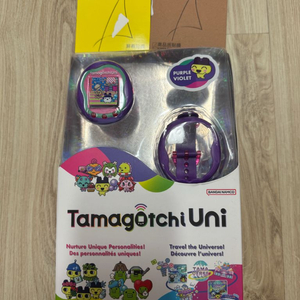 PURPLE
VIOLET
BANDAI NAMCO
Tamagotchi Uni
Nurture Unique Personalities!
Des personnalités uniques!
Travel the Universe!
Découvre l'univers!